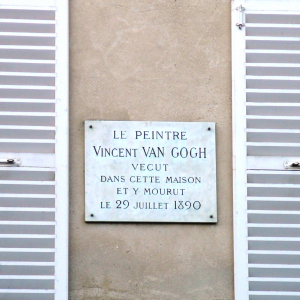 LE PEINTRE
VINCENT VAN GOGH
VECUT
DANS CETTE MAISON
ET Y MOURUT
LE 29 JUILLET 1890